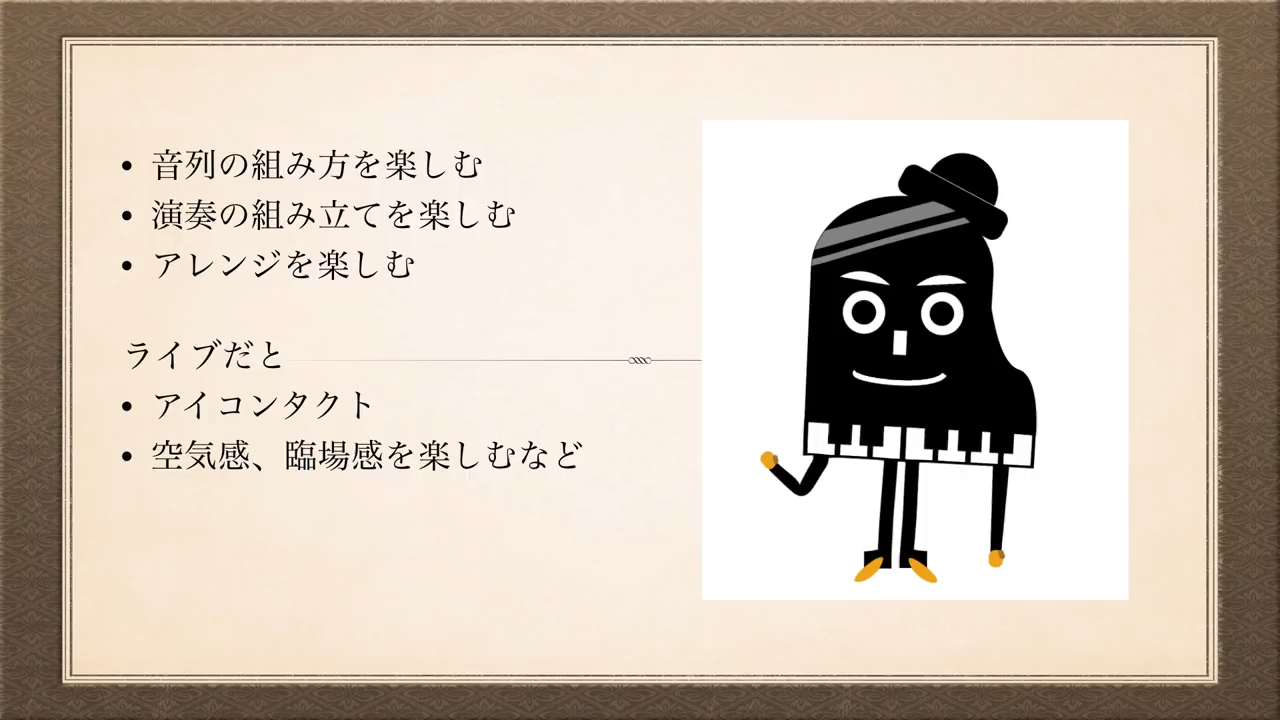 • 音列の組み方を楽しむ
• 演奏の組み立てを楽しむ
• アレンジを楽しむ
ライブだと
• アイコンタクト
• 空気感、臨場感を楽しむなど